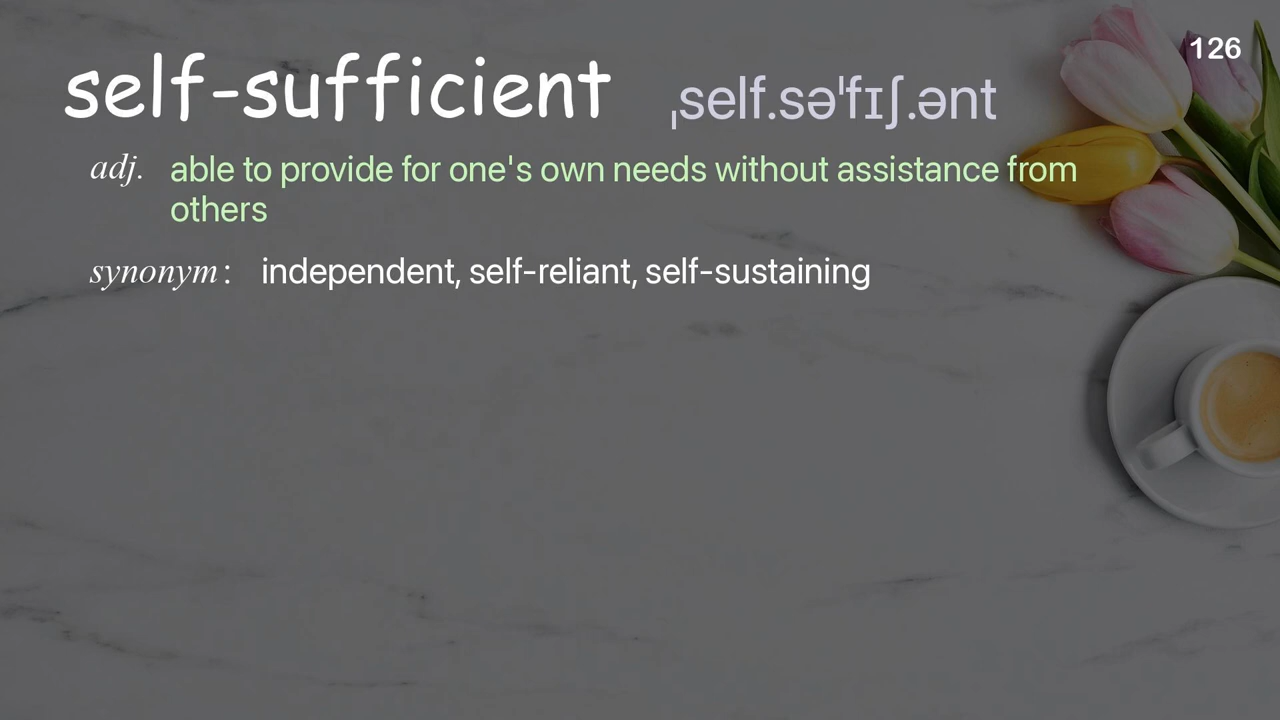 126
self-sufficient ˌself.səˈfɪʃ.ənt
adj. able to provide for one's own needs without assistance from
others
synonym: independent, self-reliant, self-sustaining